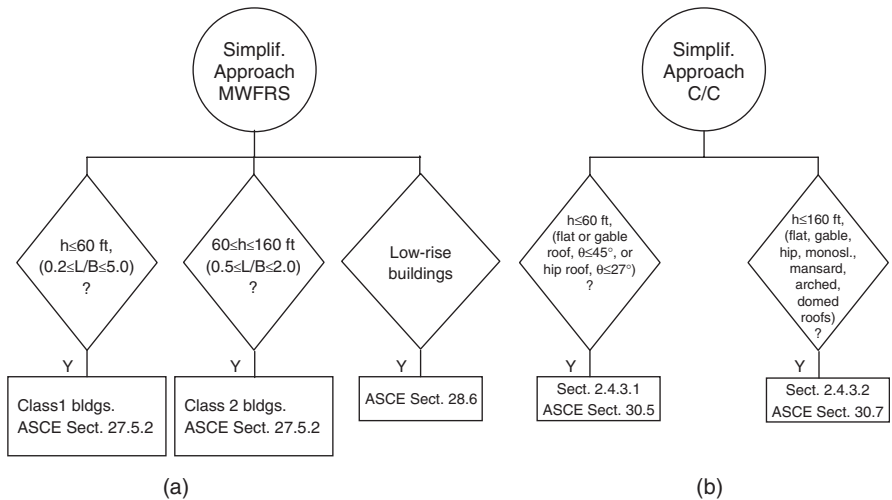 Simplif.
Approach
MWFRS
h≤60 ft,
(0.2≤L/B≤5.0)
?
Y
Class1 bldgs.
ASCE Sect. 27.5.2
60≤h≤160 ft
(0.5≤L/B≤2.0)
?
Y
Class 2 bldgs.
ASCE Sect. 27.5.2
Low-rise
buildings
Y
ASCE Sect. 28.6
(a)
Simplif.
Approach
C/C
h≤60 ft,
(flat or gable
roof, θ≤45°, or
hip roof, θ≤27°)
?
Y
Sect. 2.4.3.1
ASCE Sect. 30.5
h≤160 ft,
(flat, gable,
hip, monosl.,
mansard,
arched,
domed
roofs)
?
Y
Sect. 2.4.3.2
ASCE Sect. 30.7
(b)